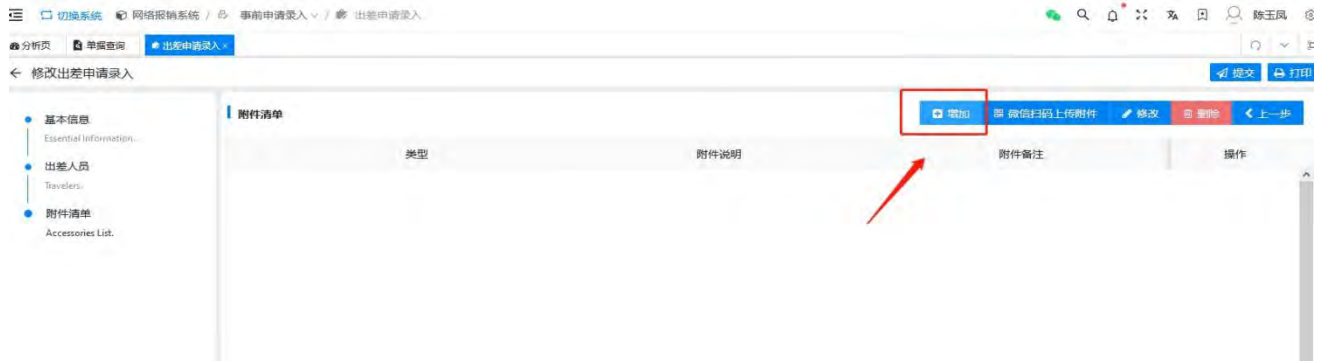 切换系统 网络报销系统 / 事前申请录入 / 出差申请录入 陈玉凤
分析页 单据查询 出差申请录入 ×
← 修改出差申请录入 提交 打印
基本信息
Essential Information.
附件清单 增加 微信扫码上传附件 修改 删除 上一步
类型 附件说明 附件备注 操作
出差人员
Travelers.
附件清单
Accessories List.